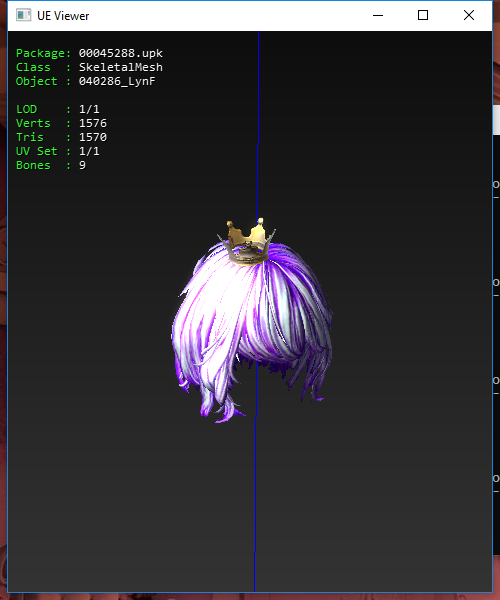 UE Viewer
Package: 00045288.upk
Class : SkeletalMesh
Object : 040286_LynF
LOD : 1/1
Verts : 1576
Tris : 1570
UV Set : 1/1
Bones : 9